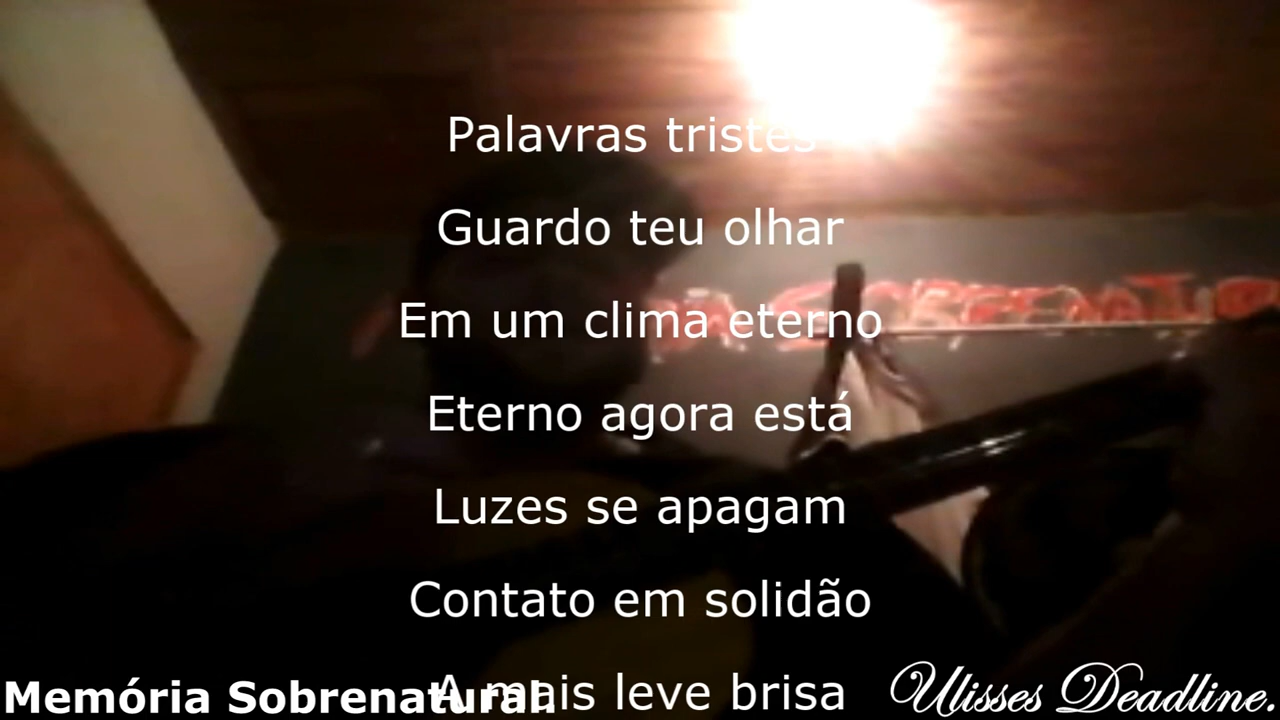 Palavras tristes
Guardo teu olhar
Em um clima eterno
Eterno agora está
Luzes se apagam
Contato em solidão
A mais leve brisa
Memória Sobrenatural.
Ulisses Deadline.